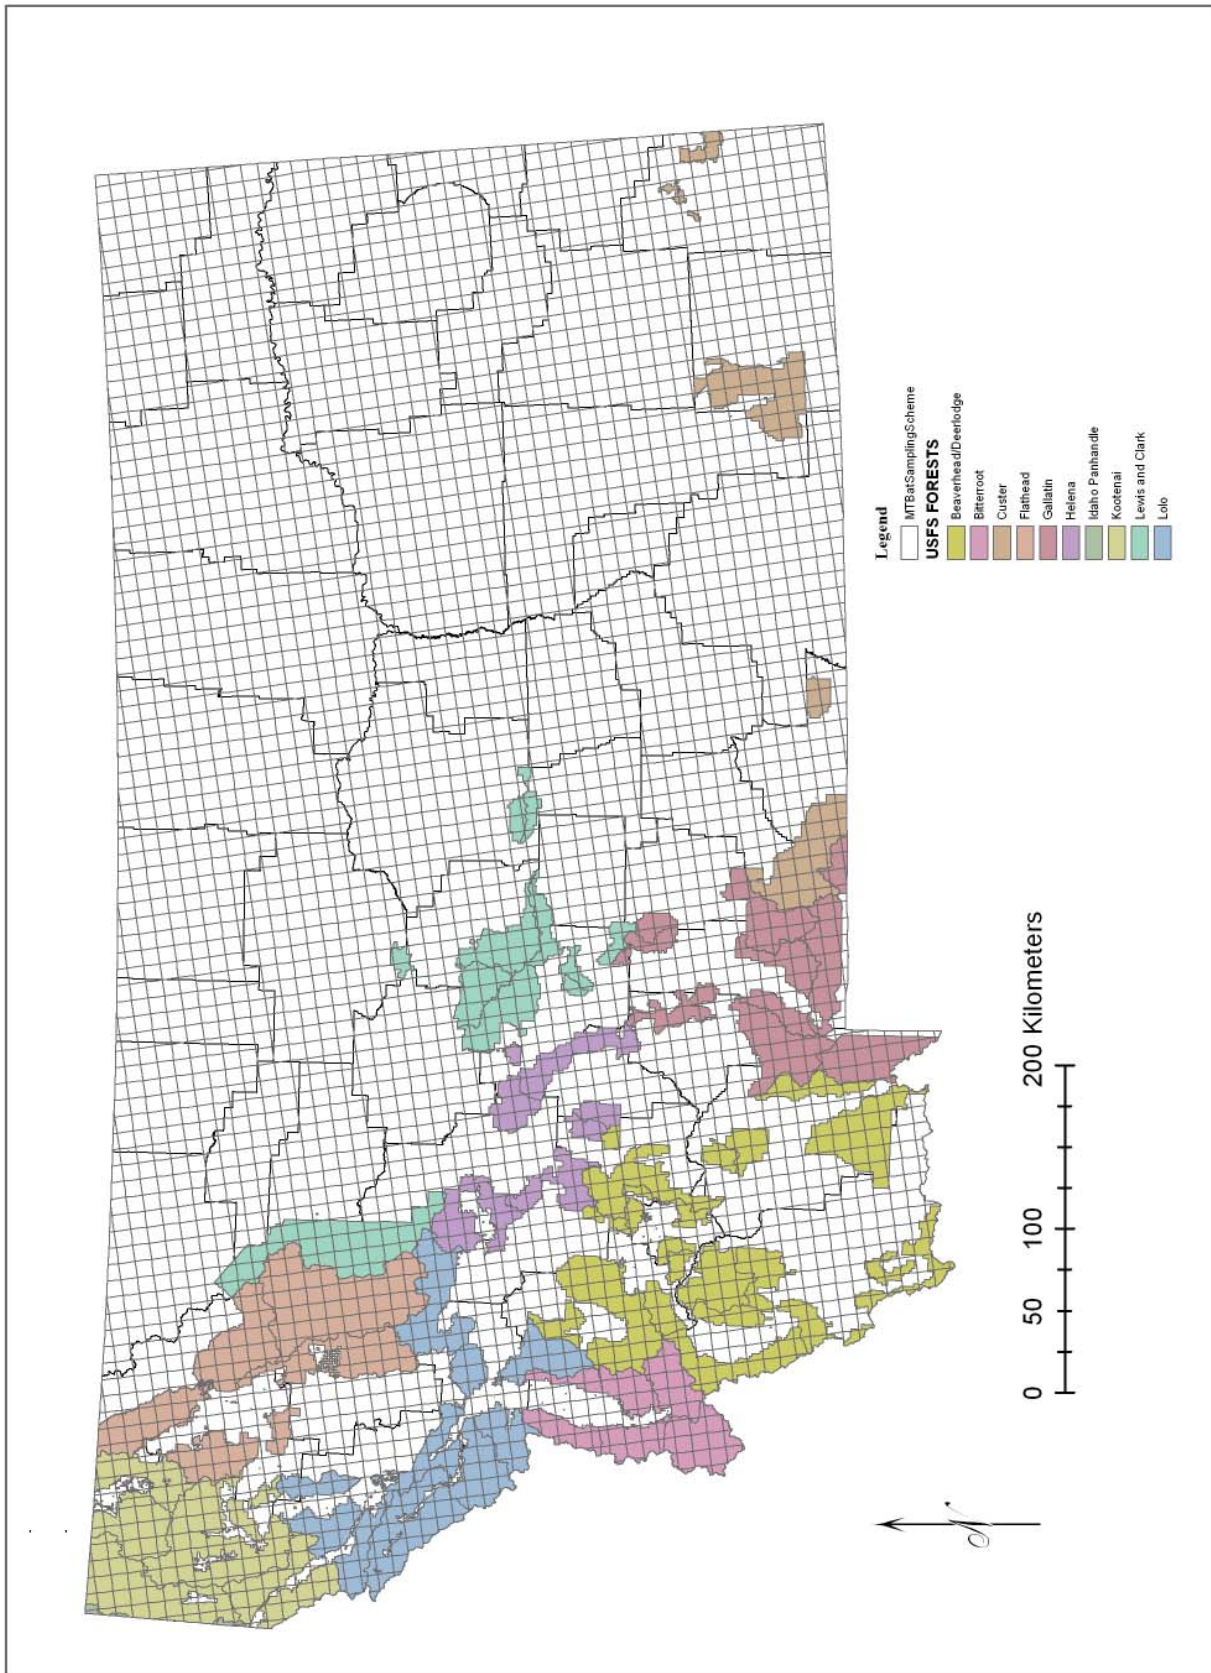 Legend
MTBatSamplingScheme
USFS FORESTS
Beaverhead/Deerlodge
Bitterroot
Custer
Flathead
Gallatin
Helena
Idaho Panhandle
Kootenai
Lewis and Clark
Lolo
0 50 100 200 Kilometers
N